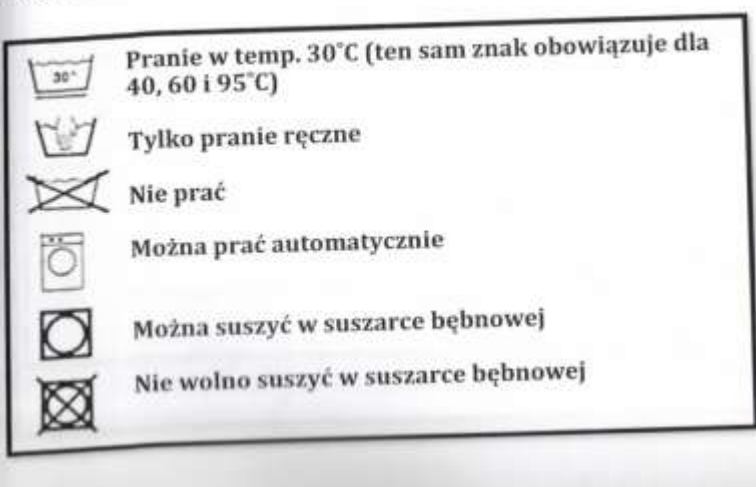 Pranie w temp. 30°C (ten sam znak obowiązuje dla
40, 60 i 95°C)
30°
Tylko pranie ręczne
Nie prać
Można prać automatycznie
Można suszyć w suszarce bębnowej
Nie wolno suszyć w suszarce bębnowej